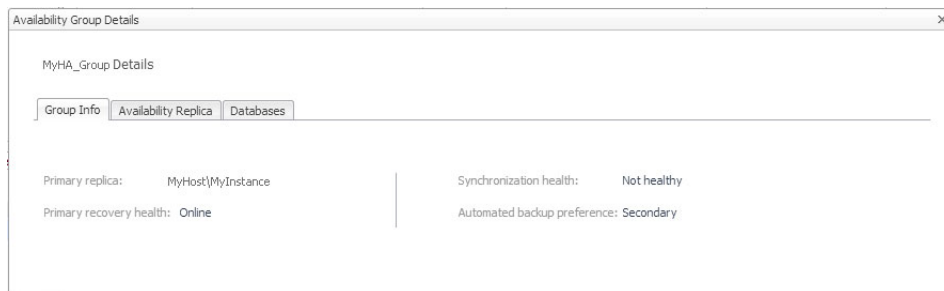 Availability Group Details
MyHA_Group Details
Group Info Availability Replica Databases
Primary replica: MyHost\MyInstance Synchronization health: Not healthy
Primary recovery health: Online Automated backup preference: Secondary